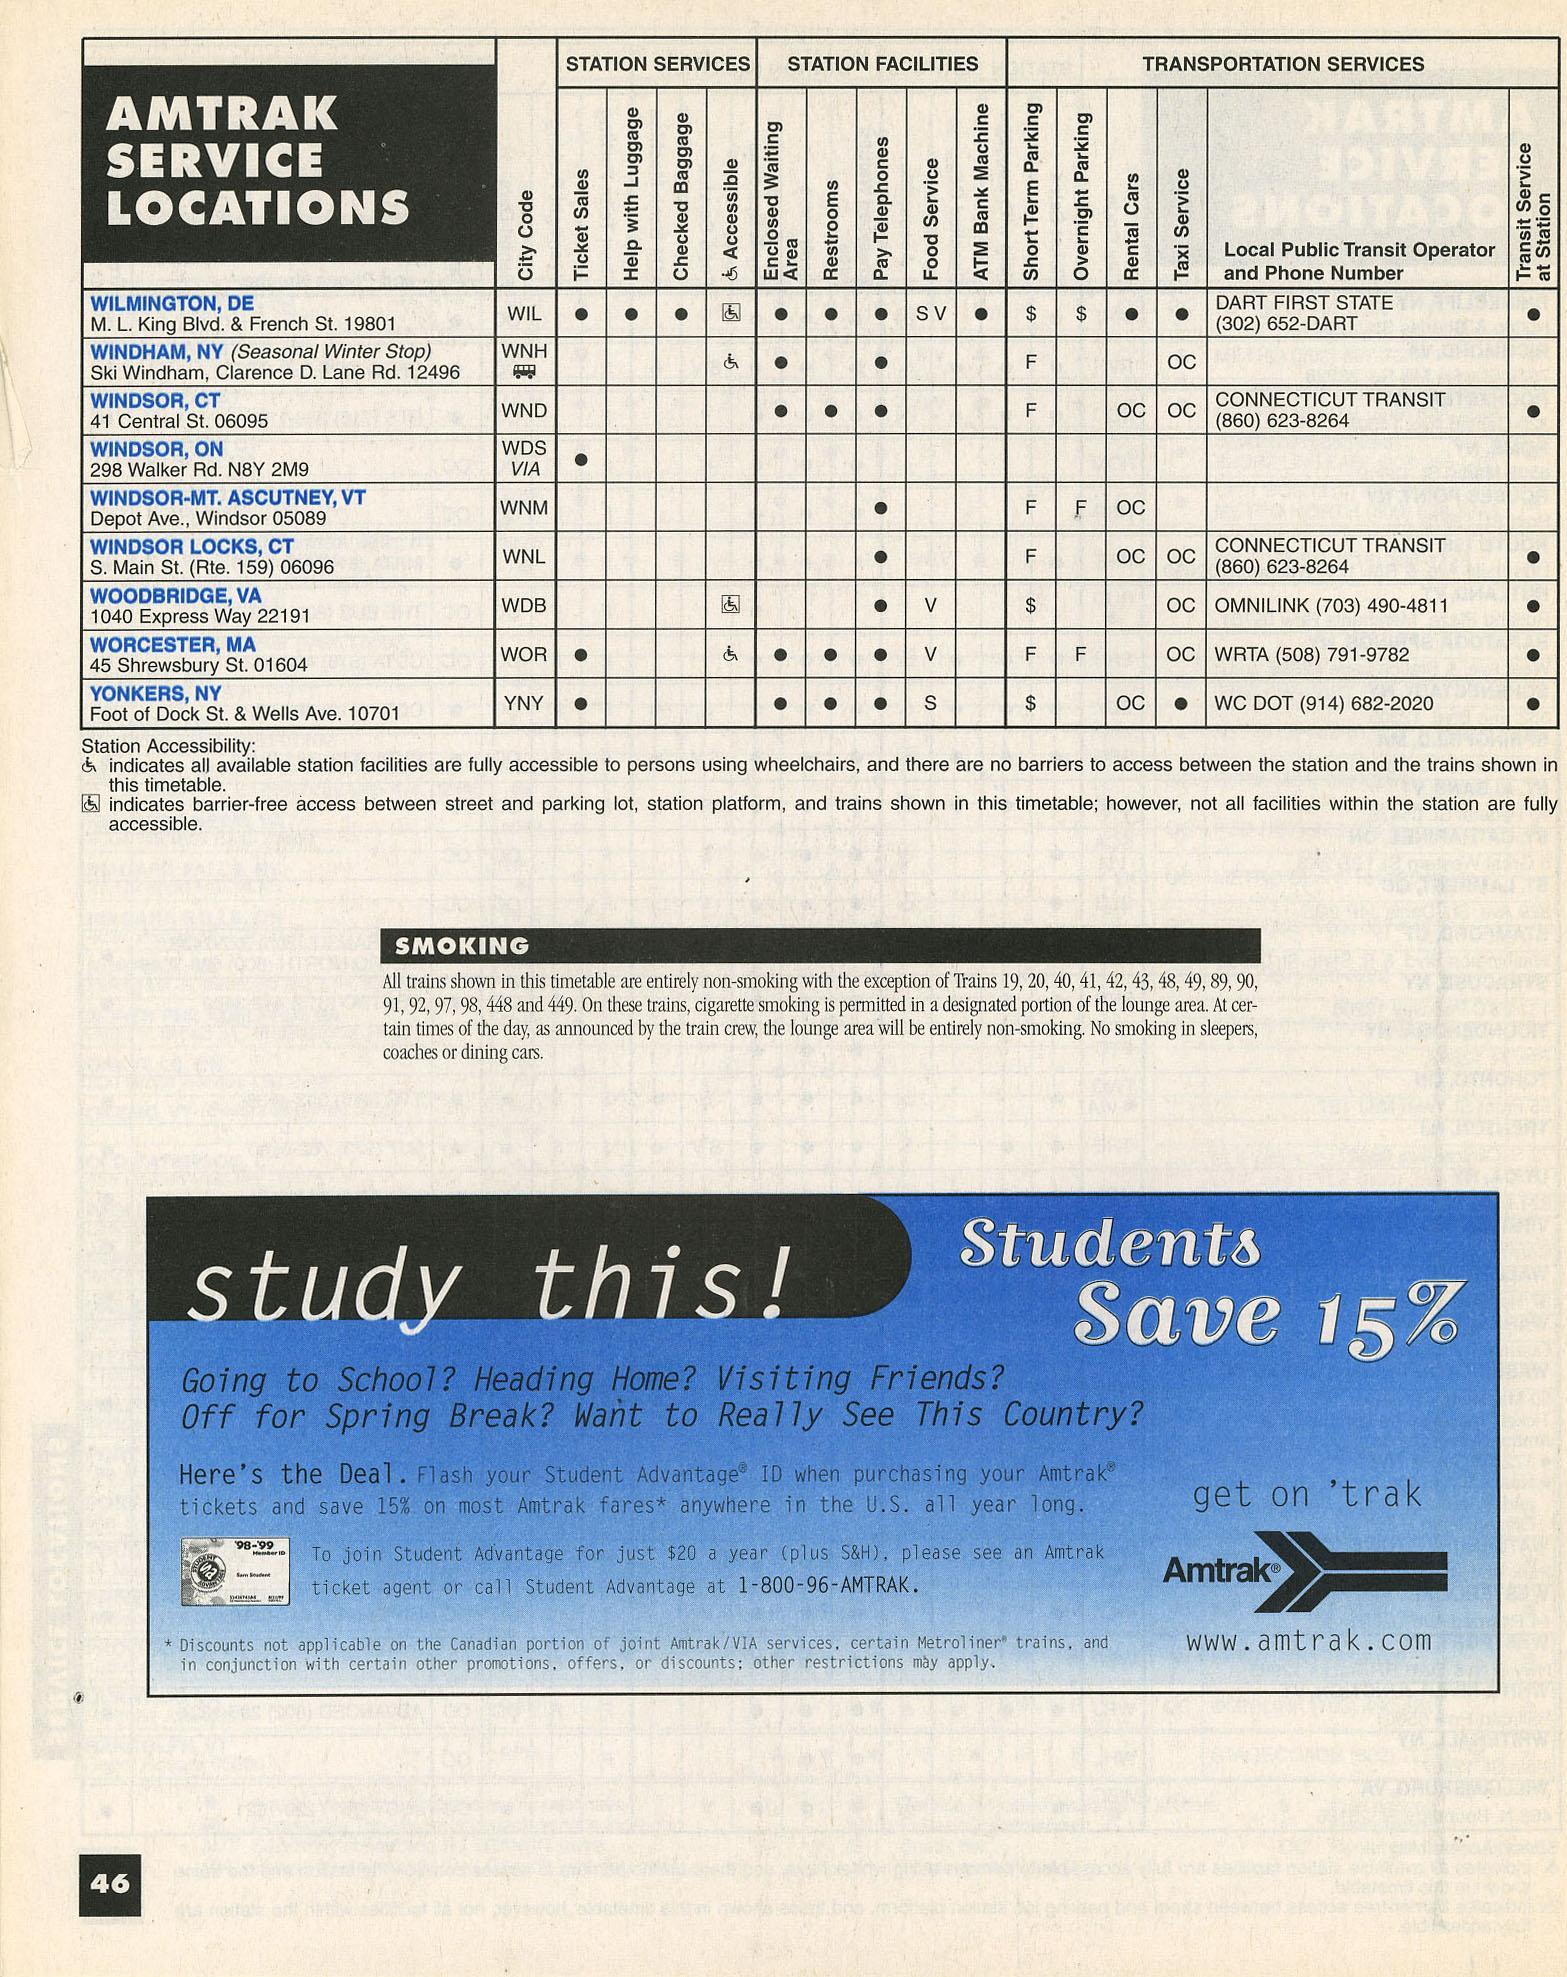 AMTRAK
SERVICE
LOCATIONS
STATION SERVICES
STATION FACILITIES
TRANSPORTATION SERVICES
City Code
Ticket Sales
Help with Luggage
Checked Baggage
♿ Accessible
Enclosed Waiting
Area
Restrooms
Pay Telephones
Food Service
ATM Bank Machine
Short Term Parking
Overnight Parking
Rental Cars
Taxi Service
Local Public Transit Operator
and Phone Number
Transit Service
at Station
WILMINGTON, DE
M. L. King Blvd. & French St. 19801
WIL ● ● ● ♿ ● ● ● S V ● $ $ ● ● DART FIRST STATE
(302) 652-DART ●
WINDHAM, NY (Seasonal Winter Stop)
Ski Windham, Clarence D. Lane Rd. 12496
WNH ♿ ● ● F OC
WINDSOR, CT
41 Central St. 06095
WND ● ● ● F OC OC CONNECTICUT TRANSIT
(860) 623-8264 ●
WINDSOR, ON
298 Walker Rd. N8Y 2M9
WDS
VIA ●
WINDSOR-MT. ASCUTNEY, VT
Depot Ave., Windsor 05089
WNM ● F F OC
WINDSOR LOCKS, CT
S. Main St. (Rte. 159) 06096
WNL ● F OC OC CONNECTICUT TRANSIT
(860) 623-8264 ●
WOODBRIDGE, VA
1040 Express Way 22191
WDB ♿ ● V $ OC OMNILINK (703) 490-4811 ●
WORCESTER, MA
45 Shrewsbury St. 01604
WOR ● ♿ ● ● ● V F F OC WRTA (508) 791-9782 ●
YONKERS, NY
Foot of Dock St. & Wells Ave. 10701
YNY ● ● ● ● S $ OC ● WC DOT (914) 682-2020 ●
Station Accessibility:
♿ indicates all available station facilities are fully accessible to persons using wheelchairs, and there are no barriers to access between the station and the trains shown in
this timetable.
♿ indicates barrier-free access between street and parking lot, station platform, and trains shown in this timetable; however, not all facilities within the station are fully
accessible.
SMOKING
All trains shown in this timetable are entirely non-smoking with the exception of Trains 19, 20, 40, 41, 42, 43, 48, 49, 89, 90,
91, 92, 97, 98, 448 and 449. On these trains, cigarette smoking is permitted in a designated portion of the lounge area. At cer-
tain times of the day, as announced by the train crew, the lounge area will be entirely non-smoking. No smoking in sleepers,
coaches or dining cars.
study this!
Students
Save 15%
Going to School? Heading Home? Visiting Friends?
Off for Spring Break? Want to Really See This Country?
Here's the Deal. Flash your Student Advantage® ID when purchasing your Amtrak®
tickets and save 15% on most Amtrak fares* anywhere in the U.S. all year long.
get on 'trak
'98-'99
Member ID
STUDENT
ADVANTAGE
Sam Student
To join Student Advantage for just $20 a year (plus S&H), please see an Amtrak
ticket agent or call Student Advantage at 1-800-96-AMTRAK.
Amtrak®
* Discounts not applicable on the Canadian portion of joint Amtrak/VIA services, certain Metroliner® trains, and
in conjunction with certain other promotions, offers, or discounts; other restrictions may apply.
www.amtrak.com
46